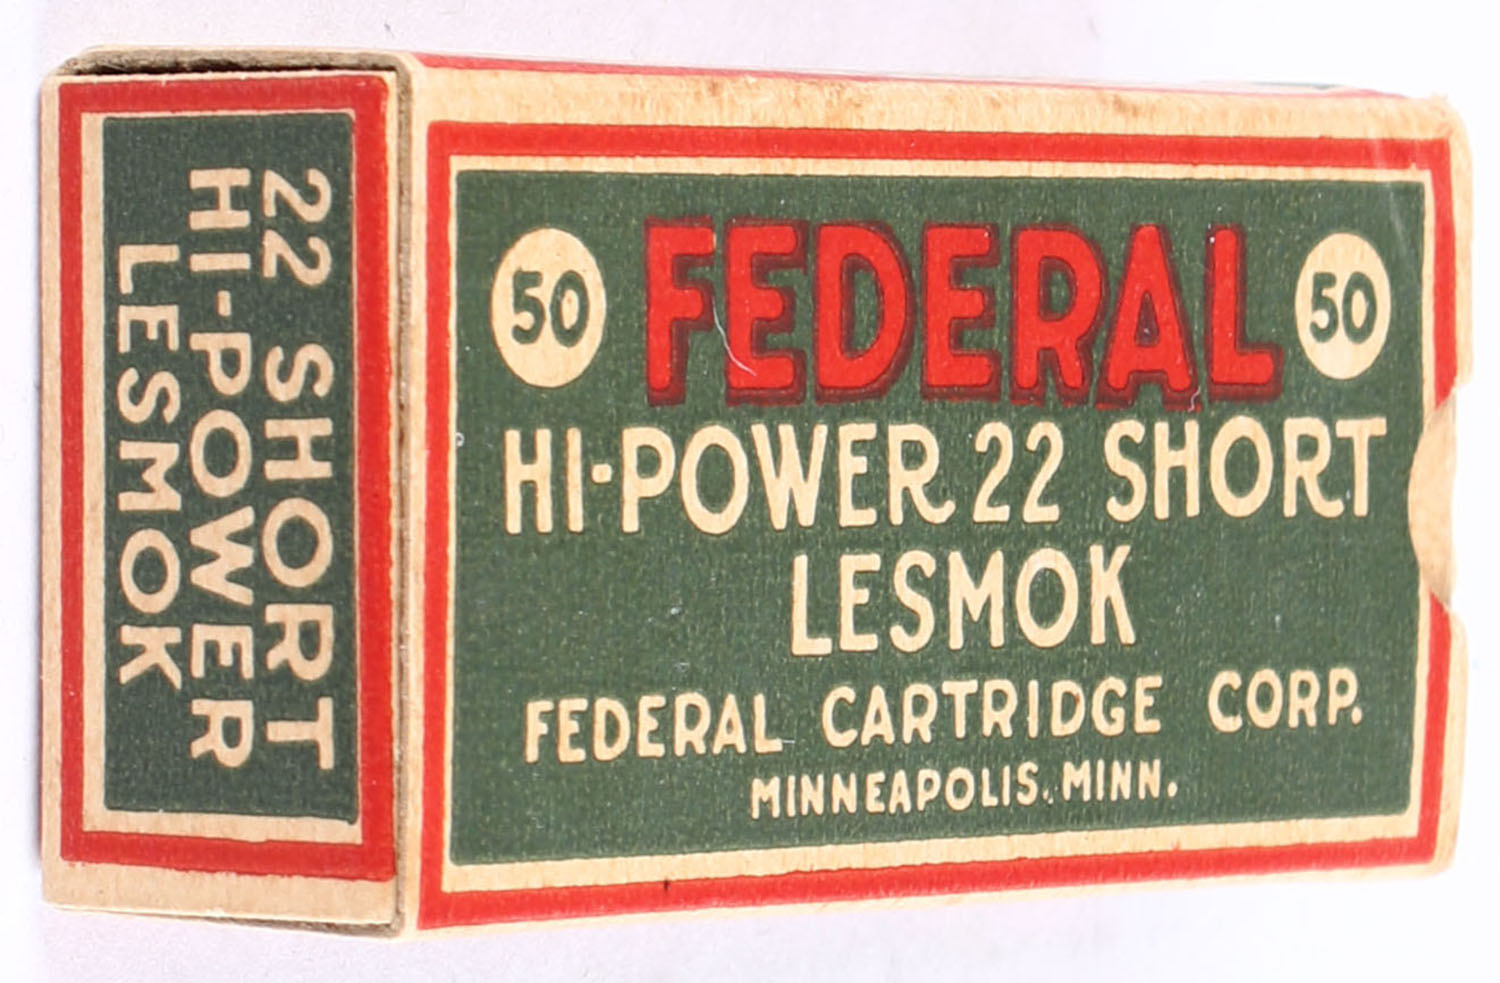 22 SHORT
HI-POWER
LESMOK
50 FEDERAL 50
HI-POWER 22 SHORT
LESMOK
FEDERAL CARTRIDGE CORP.
MINNEAPOLIS, MINN.